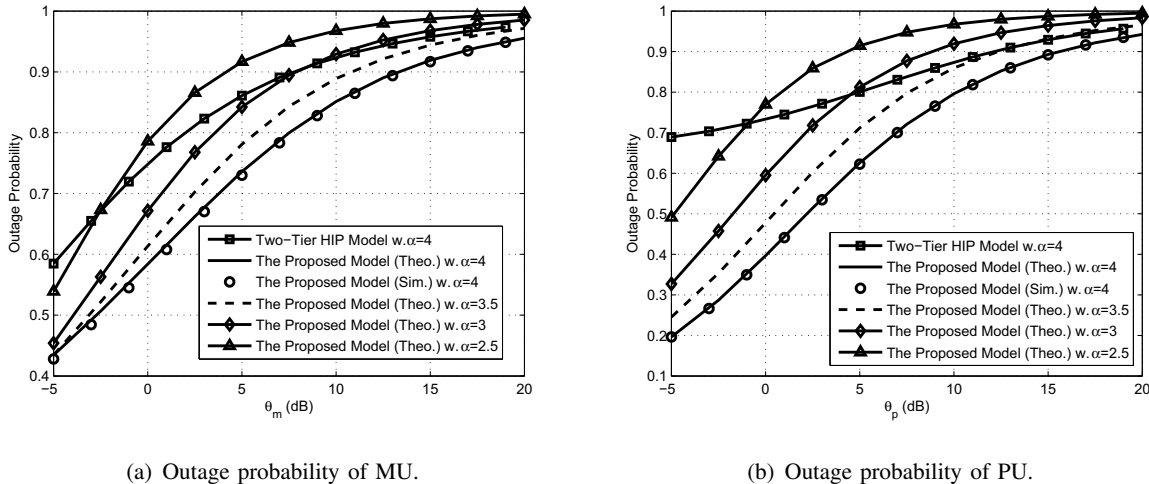 1
0.9
0.8
0.7
0.6
0.5
0.4
Outage Probability
−5 0 5 10 15 20
θm (dB)
Two−Tier HIP Model w. α=4
The Proposed Model (Theo.) w. α=4
The Proposed Model (Sim.) w. α=4
The Proposed Model (Theo.) w. α=3.5
The Proposed Model (Theo.) w. α=3
The Proposed Model (Theo.) w. α=2.5
(a) Outage probability of MU.
1
0.9
0.8
0.7
0.6
0.5
0.4
0.3
0.2
0.1
Outage Probability
−5 0 5 10 15 20
θp (dB)
Two−Tier HIP Model w. α=4
The Proposed Model (Theo.) w. α=4
The Proposed Model (Sim.) w. α=4
The Proposed Model (Theo.) w. α=3.5
The Proposed Model (Theo.) w. α=3
The Proposed Model (Theo.) w. α=2.5
(b) Outage probability of PU.